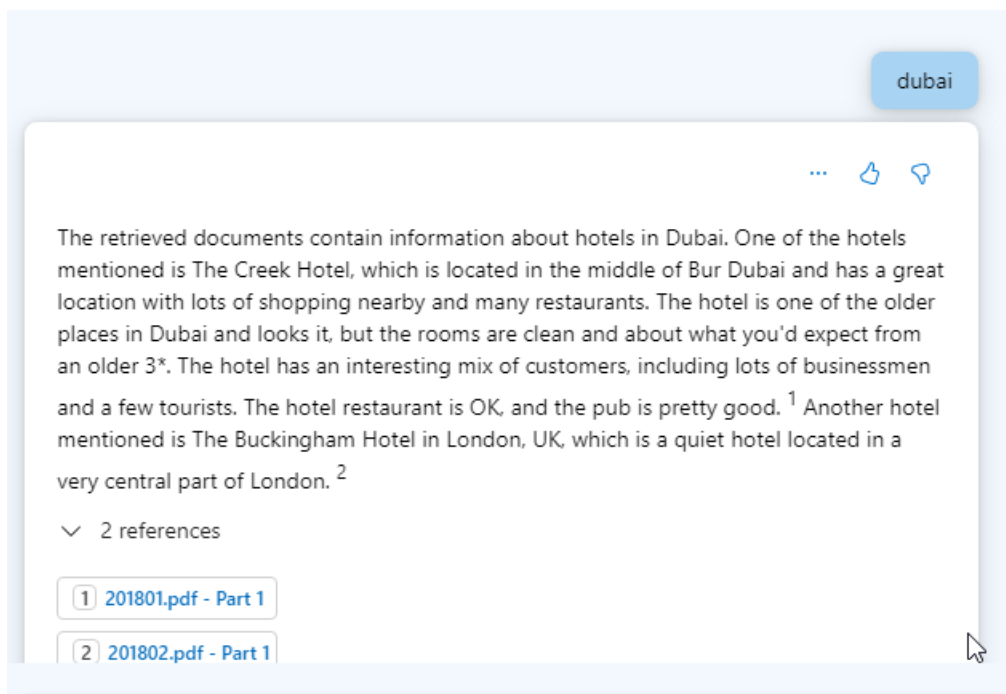 dubai
...
The retrieved documents contain information about hotels in Dubai. One of the hotels
mentioned is The Creek Hotel, which is located in the middle of Bur Dubai and has a great
location with lots of shopping nearby and many restaurants. The hotel is one of the older
places in Dubai and looks it, but the rooms are clean and about what you'd expect from
an older 3*. The hotel has an interesting mix of customers, including lots of businessmen
and a few tourists. The hotel restaurant is OK, and the pub is pretty good. 1 Another hotel
mentioned is The Buckingham Hotel in London, UK, which is a quiet hotel located in a
very central part of London. 2
2 references
1 201801.pdf - Part 1
2 201802.pdf - Part 1